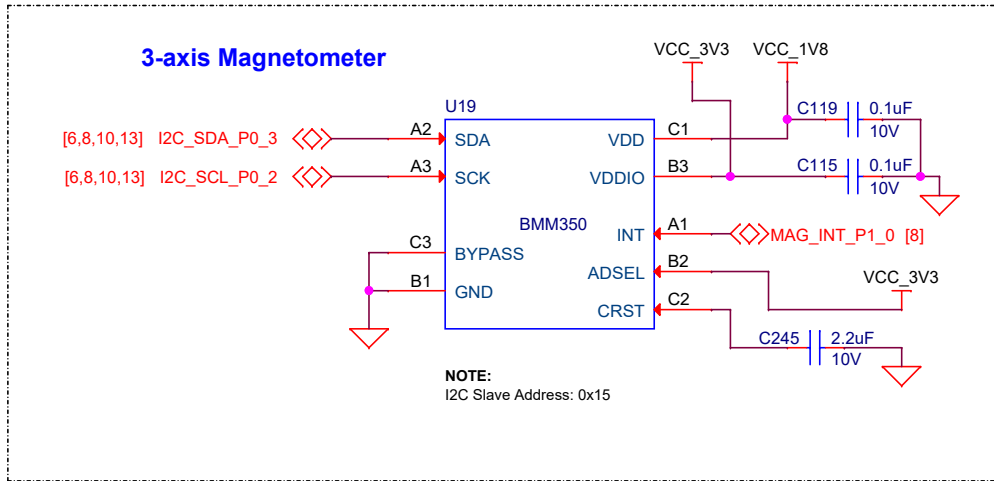 3-axis Magnetometer
VCC_3V3
VCC_1V8
U19
C119
0.1uF
10V
[6,8,10,13] I2C_SDA_P0_3
A2
SDA
VDD
C1
[6,8,10,13] I2C_SCL_P0_2
A3
SCK
VDDIO
B3
C115
0.1uF
10V
BMM350
INT
A1
MAG_INT_P1_0 [8]
C3
BYPASS
ADSEL
B2
VCC_3V3
B1
GND
CRST
C2
C245
2.2uF
10V
NOTE:
I2C Slave Address: 0x15